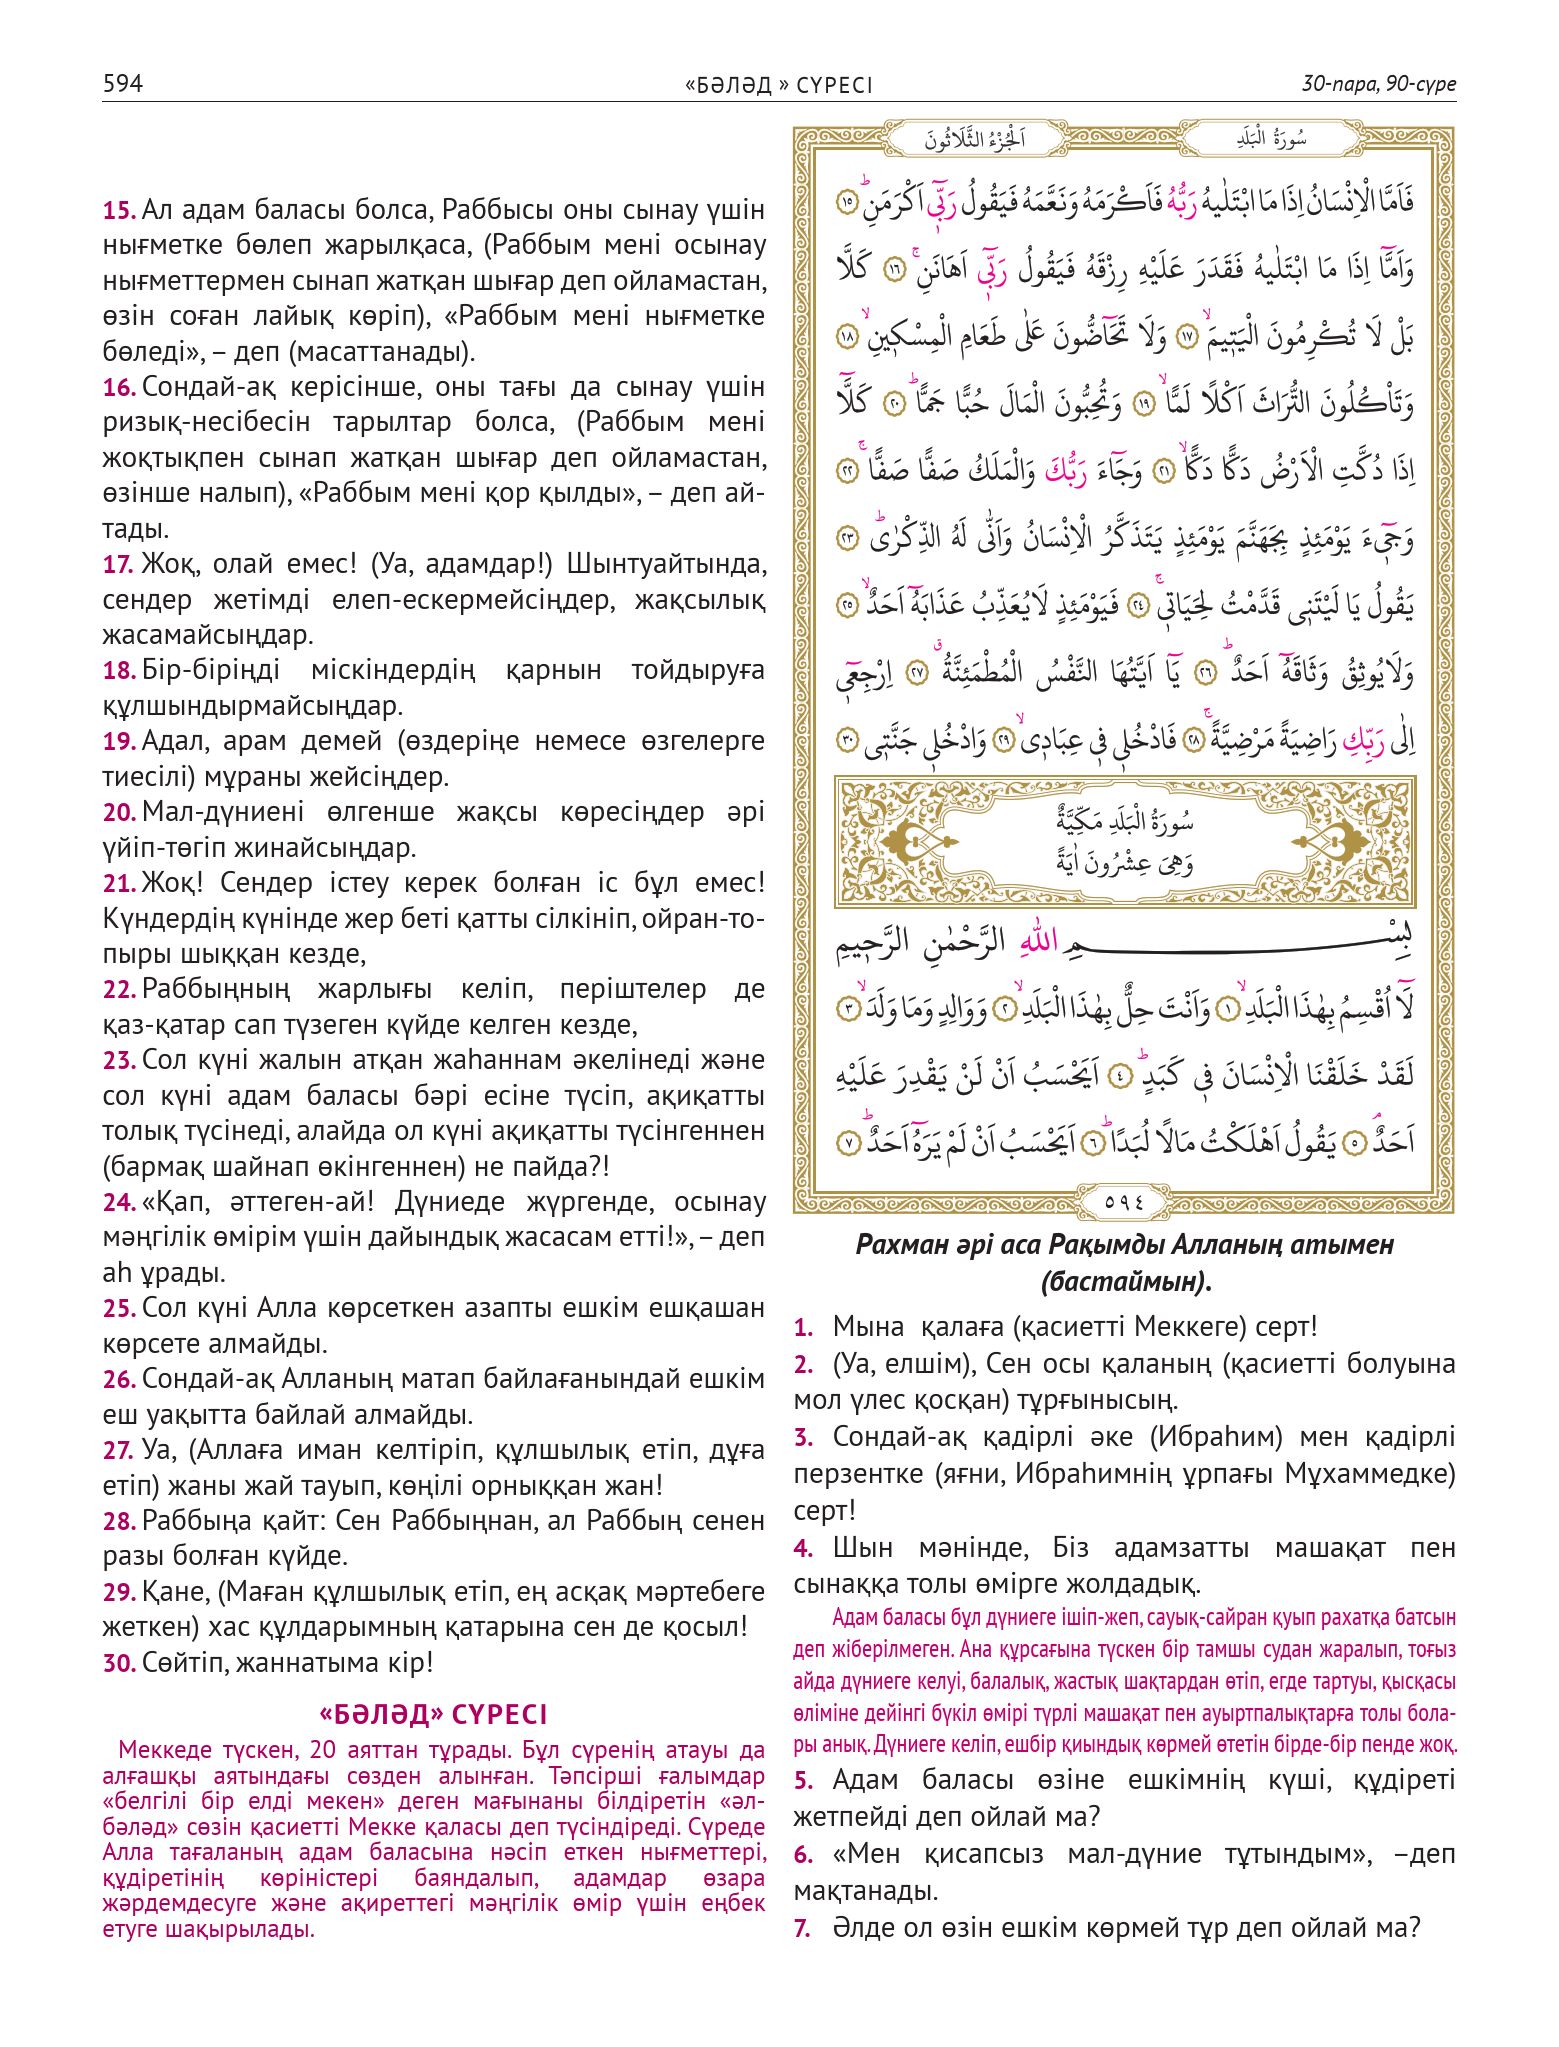 594
«БӘЛӘД » СҮРЕСІ
30-пара, 90-сүре
15. Ал адам баласы болса, Раббысы оны сынау үшін
нығметке бөлеп жарылқаса, (Раббым мені осынау
нығметтермен сынап жатқан шығар деп ойламастан,
өзін соған лайық көріп), «Раббым мені нығметке
бөледі», – деп (масаттанады).
16. Сондай-ақ керісінше, оны тағы да сынау үшін
ризық-несібесін тарылтар болса, (Раббым мені
жоқтықпен сынап жатқан шығар деп ойламастан,
өзінше налып), «Раббым мені қор қылды», – деп ай-
тады.
17. Жоқ, олай емес! (Уа, адамдар!) Шынтуайтында,
сендер жетімді елеп-ескермейсіңдер, жақсылық
жасамайсыңдар.
18. Бір-біріңді міскіндердің қарнын тойдыруға
құлшындырмайсыңдар.
19. Адал, арам демей (өздеріңе немесе өзгелерге
тиесілі) мұраны жейсіңдер.
20. Мал-дүниені өлгенше жақсы көресіңдер әрі
үйіп-төгіп жинайсыңдар.
21. Жоқ! Сендер істеу керек болған іс бұл емес!
Күндердің күнінде жер беті қатты сілкініп, ойран-то-
пыры шыққан кезде,
22. Раббыңның жарлығы келіп, періштелер де
қаз-қатар сап түзеген күйде келген кезде,
23. Сол күні жалын атқан жаһаннам әкелінеді және
сол күні адам баласы бәрі есіне түсіп, ақиқатты
толық түсінеді, алайда ол күні ақиқатты түсінгеннен
(бармақ шайнап өкінгеннен) не пайда?!
24. «Қап, әттеген-ай! Дүниеде жүргенде, осынау
мәңгілік өмірім үшін дайындық жасасам етті!», – деп
аһ ұрады.
25. Сол күні Алла көрсеткен азапты ешкім ешқашан
көрсете алмайды.
26. Сондай-ақ Алланың матап байлағанындай ешкім
еш уақытта байлай алмайды.
27. Уа, (Аллаға иман келтіріп, құлшылық етіп, дұға
етіп) жаны жай тауып, көңілі орныққан жан!
28. Раббыңа қайт: Сен Раббыңнан, ал Раббың сенен
разы болған күйде.
29. Қане, (Маған құлшылық етіп, ең асқақ мәртебеге
жеткен) хас құлдарымның қатарына сен де қосыл!
30. Сөйтіп, жаннатыма кір!
«БӘЛӘД» СҮРЕСІ
Меккеде түскен, 20 аяттан тұрады. Бұл сүренің атауы да
алғашқы аятындағы сөзден алынған. Тәпсірші ғалымдар
«белгілі бір елді мекен» деген мағынаны білдіретін «әл-
бәләд» сөзін қасиетті Мекке қаласы деп түсіндіреді. Сүреде
Алла тағаланың адам баласына нәсіп еткен нығметтері,
құдіретінің көріністері баяндалып, адамдар өзара
жәрдемдесуге және ақиреттегі мәңгілік өмір үшін еңбек
етуге шақырылады.
اَلْجُزْءُ الثَّلَاثُونَ
سُورَةُ الْبَلَدِ
فَاَمَّا الْاِنْسَانُ اِذَا مَا ابْتَلٰيهُ رَبُّهُ فَاَكْرَمَهُ وَنَعَّمَهُ فَيَقُولُ رَبّٖٓي اَكْرَمَنِؕ ﴿١٥﴾
وَاَمَّٓا اِذَا مَا ابْتَلٰيهُ فَقَدَرَ عَلَيْهِ رِزْقَهُ فَيَقُولُ رَبّٖٓي اَهَانَنِۚ ﴿١٦﴾ كَلَّا
بَلْ لَا تُكْرِمُونَ الْيَتٖيمَۙ ﴿١٧﴾ وَلَا تَحَٓاضُّونَ عَلٰى طَعَامِ الْمِسْكٖينِۙ ﴿١٨﴾
وَتَاْكُلُونَ التُّرَاثَ اَكْلًا لَمًّاۙ ﴿١٩﴾ وَتُحِبُّونَ الْمَالَ حُبًّا جَمًّاؕ ﴿٢٠﴾ كَلَّٓا
اِذَا دُكَّتِ الْاَرْضُ دَكًّا دَكًّاۙ ﴿٢١﴾ وَجَٓاءَ رَبُّكَ وَالْمَلَكُ صَفًّا صَفًّاۚ ﴿٢٢﴾
وَجٖٓيءَ يَوْمَئِذٍ بِجَهَنَّمَ يَوْمَئِذٍ يَتَذَكَّرُ الْاِنْسَانُ وَاَنّٰى لَهُ الذِّكْرٰىؕ ﴿٢٣﴾
يَقُولُ يَا لَيْتَنٖى قَدَّمْتُ لِحَيَاتٖيۚ ﴿٢٤﴾ فَيَوْمَئِذٍ لَا يُعَذِّبُ عَذَابَهُٓ اَحَدٌۙ ﴿٢٥﴾
وَلَا يُوثِقُ وَثَاقَهُٓ اَحَدٌؕ ﴿٢٦﴾ يَٓا اَيَّتُهَا النَّفْسُ الْمُطْمَئِنَّةُۗ ﴿٢٧﴾ اِرْجِعٖٓي
اِلٰى رَبِّكِ رَاضِيَةً مَرْضِيَّةًۚ ﴿٢٨﴾ فَادْخُلٖي فٖي عِبَادٖىۙ ﴿٢٩﴾ وَادْخُلٖي جَنَّتٖى ﴿٣٠﴾
سُورَةُ الْبَلَدِ مَكِّيَّةٌ
وَهِىَ عِشْرُونَ اٰيَةً
بِسْمِ اللّٰهِ الرَّحْمٰنِ الرَّحٖيمِ
لَٓا اُقْسِمُ بِهٰذَا الْبَلَدِۙ ﴿١﴾ وَاَنْتَ حِلٌّ بِهٰذَا الْبَلَدِۙ ﴿٢﴾ وَوَالِدٍ وَمَا وَلَدَۙ ﴿٣﴾
لَقَدْ خَلَقْنَا الْاِنْسَانَ فٖي كَبَدٍؕ ﴿٤﴾ اَيَحْسَبُ اَنْ لَنْ يَقْدِرَ عَلَيْهِ
اَحَدٌۢ ﴿٥﴾ يَقُولُ اَهْلَكْتُ مَالًا لُبَدًاؕ ﴿٦﴾ اَيَحْسَبُ اَنْ لَمْ يَرَهُٓ اَحَدٌؕ ﴿٧﴾
٥٩٤
Рахман әрі аса Рақымды Алланың атымен
(бастаймын).
1. Мына қалаға (қасиетті Меккеге) серт!
2. (Уа, елшім), Сен осы қаланың (қасиетті болуына
мол үлес қосқан) тұрғынысың.
3. Сондай-ақ қадірлі әке (Ибраһим) мен қадірлі
перзентке (яғни, Ибраһимнің ұрпағы Мұхаммедке)
серт!
4. Шын мәнінде, Біз адамзатты машақат пен
сынаққа толы өмірге жолдадық.
Адам баласы бұл дүниеге ішіп-жеп, сауық-сайран қуып рахатқа батсын
деп жіберілмеген. Ана құрсағына түскен бір тамшы судан жаралып, тоғыз
айда дүниеге келуі, балалық, жастық шақтардан өтіп, егде тартуы, қысқасы
өліміне дейінгі бүкіл өмірі түрлі машақат пен ауыртпалықтарға толы бола-
ры анық. Дүниеге келіп, ешбір қиындық көрмей өтетін бірде-бір пенде жоқ.
5. Адам баласы өзіне ешкімнің күші, құдіреті
жетпейді деп ойлай ма?
6. «Мен қисапсыз мал-дүние тұтындым», –деп
мақтанады.
7. Әлде ол өзін ешкім көрмей тұр деп ойлай ма?